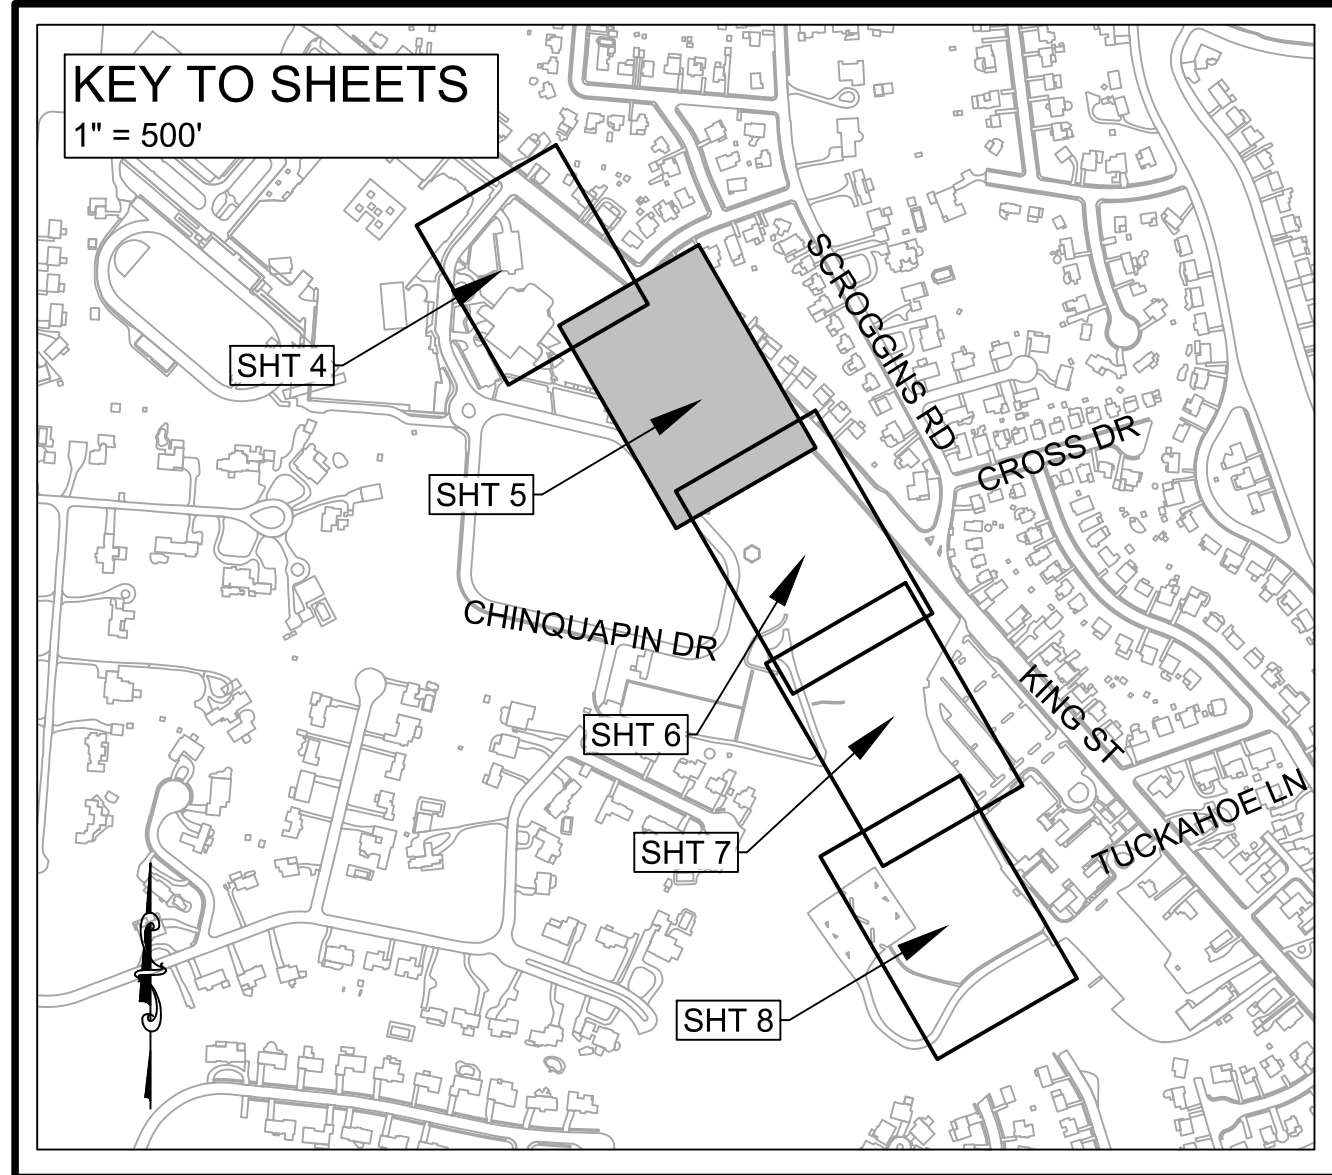 KEY TO SHEETS
1" = 500'
SCROGGINS RD
SHT 4
CROSS DR
SHT 5
CHINQUAPIN DR
KING ST
SHT 6
TUCKAHOE LN
SHT 7
SHT 8